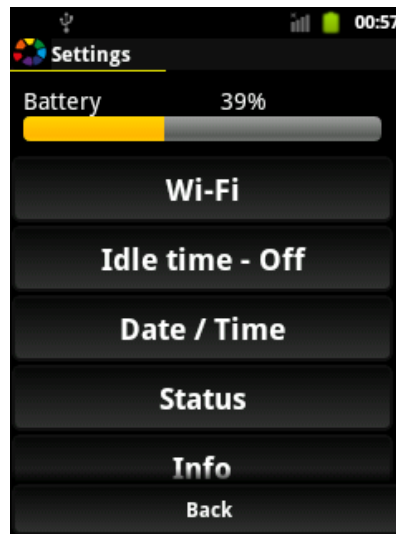 00:57
Settings
Battery 39%
Wi-Fi
Idle time - Off
Date / Time
Status
Info
Back